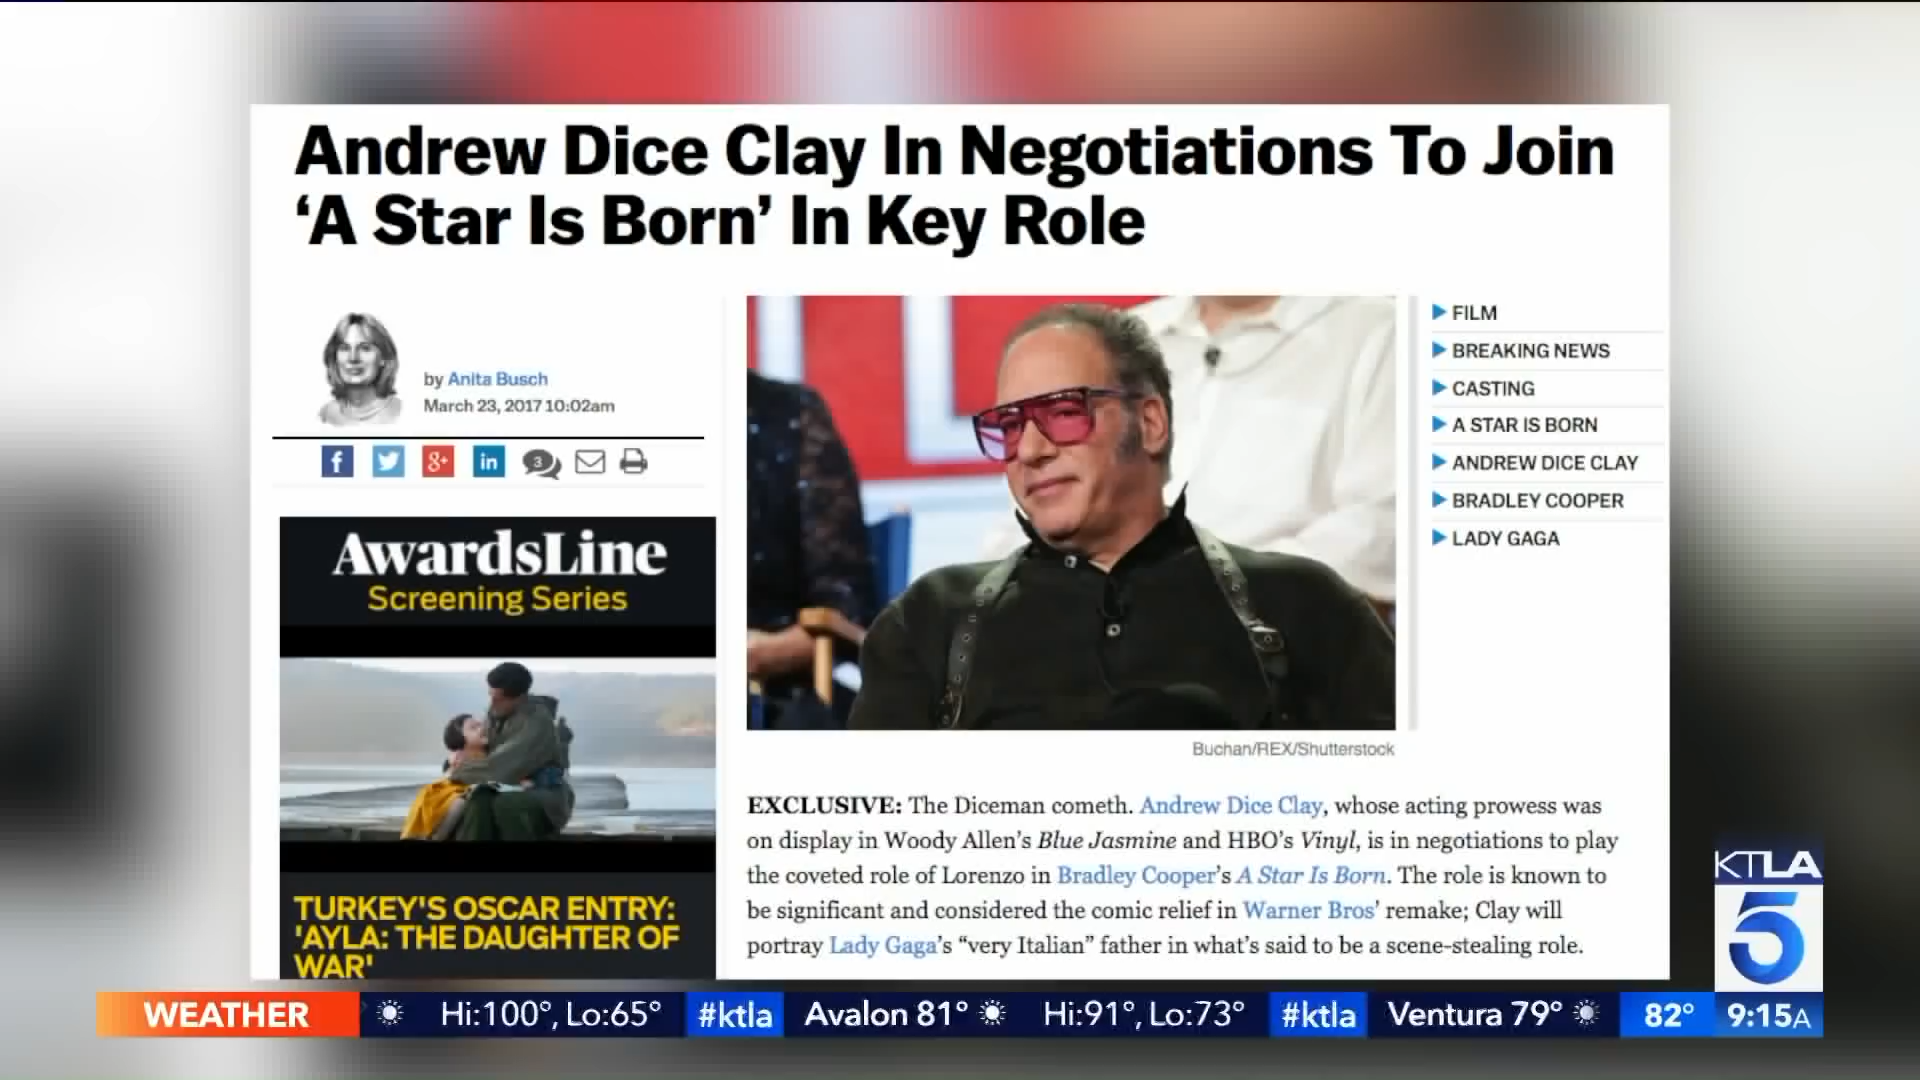 Andrew Dice Clay In Negotiations To Join
‘A Star Is Born’ In Key Role
by Anita Busch
March 23, 2017 10:02am
f
8+
in
3
AwardsLine
Screening Series
TURKEY'S OSCAR ENTRY:
'AYLA: THE DAUGHTER OF
WAR'
FILM
BREAKING NEWS
CASTING
A STAR IS BORN
ANDREW DICE CLAY
BRADLEY COOPER
LADY GAGA
Buchan/REX/Shutterstock
EXCLUSIVE: The Diceman cometh. Andrew Dice Clay, whose acting prowess was
on display in Woody Allen’s Blue Jasmine and HBO’s Vinyl, is in negotiations to play
the coveted role of Lorenzo in Bradley Cooper’s A Star Is Born. The role is known to
be significant and considered the comic relief in Warner Bros’ remake; Clay will
portray Lady Gaga’s “very Italian” father in what’s said to be a scene-stealing role.
KTLA
5
WEATHER Hi:100°, Lo:65° #ktla Avalon 81° Hi:91°, Lo:73° #ktla Ventura 79° 82° 9:15A